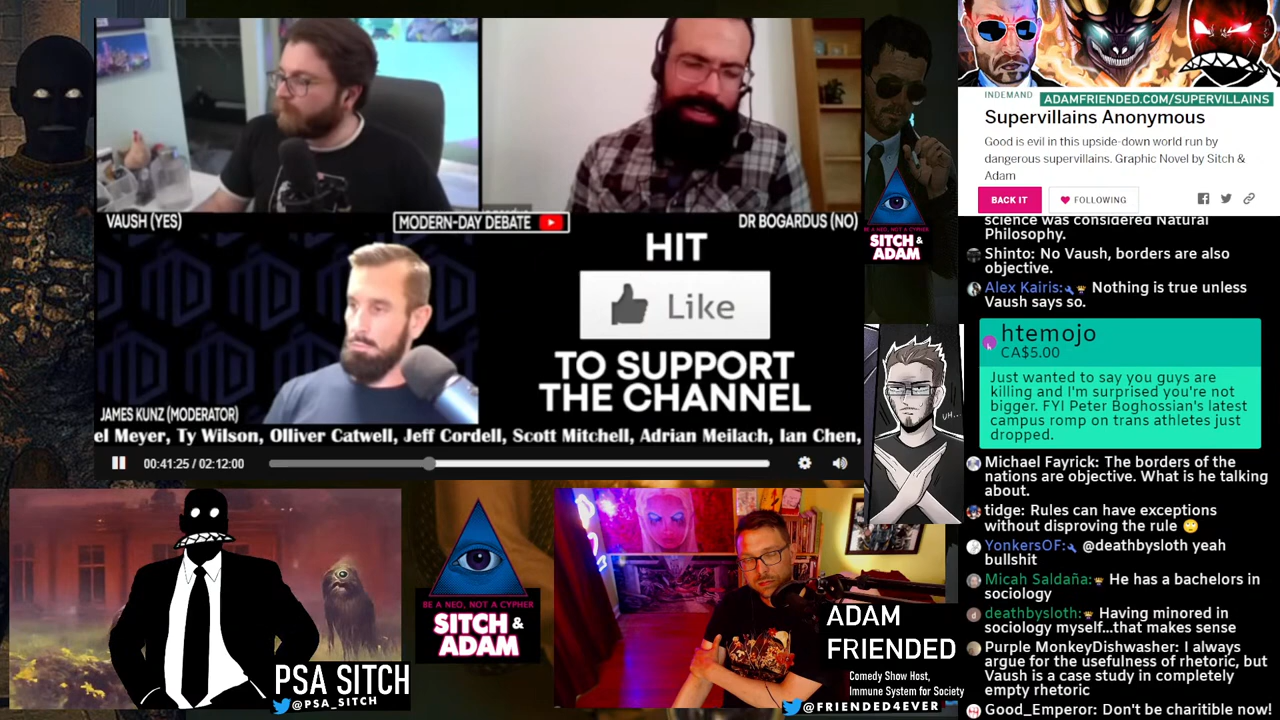 VAUSH (YES)
MODERN-DAY DEBATE
DR BOGARDUS (NO)
HIT
Like
TO SUPPORT
THE CHANNEL
JAMES KUNZ (MODERATOR)
el Meyer, Ty Wilson, Olliver Catwell, Jeff Cordell, Scott Mitchell, Adrian Meilach, Ian Chen,
00:41:25 / 02:12:00
BE A NEO, NOT A CYPHER
SITCH &
ADAM
UH...
PSA SITCH
@PSA_SITCH
BE A NEO, NOT A CYPHER
SITCH &
ADAM
ADAM
FRIENDED
Comedy Show Host,
Immune System for Society
@FRIENDED4EVER
INDEMAND
ADAMFRIENDED.COM/SUPERVILLAINS
Supervillains Anonymous
Good is evil in this upside-down world run by
dangerous supervillains. Graphic Novel by Sitch &
Adam
BACK IT
FOLLOWING
science was considered Natural
Philosophy.
Shinto: No Vaush, borders are also
objective.
Alex Kairis: Nothing is true unless
Vaush says so.
htemojo
CA$5.00
Just wanted to say you guys are
killing and I'm surprised you're not
bigger. FYI Peter Boghossian's latest
campus romp on trans athletes just
dropped.
Michael Fayrick: The borders of the
nations are objective. What is he talking
about.
tidge: Rules can have exceptions
without disproving the rule 🙄
YonkersOF: @deathbysloth yeah
bullshit
Micah Saldaña: He has a bachelors in
sociology
deathbysloth: Having minored in
sociology myself...that makes sense
Purple MonkeyDishwasher: I always
argue for the usefulness of rhetoric, but
Vaush is a case study in completely
empty rhetoric
Good_Emperor: Don't be charitible now!